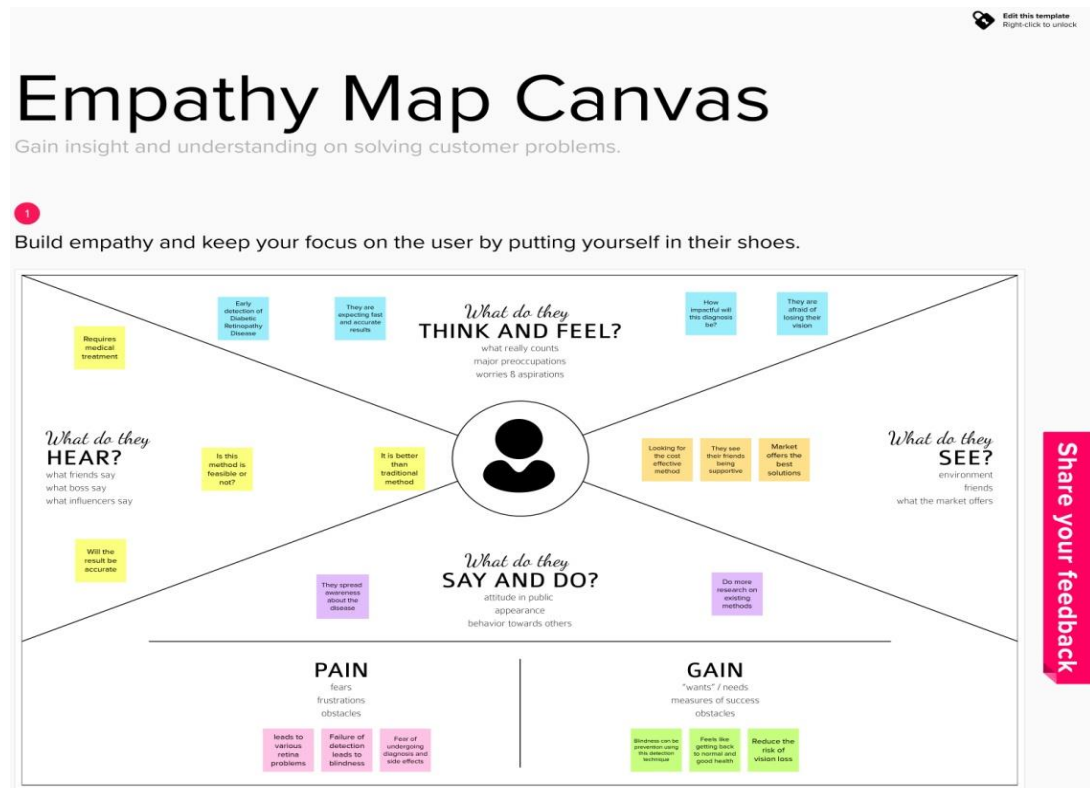 Edit this template
Right-click to unlock
Empathy Map Canvas
Gain insight and understanding on solving customer problems.
1
Build empathy and keep your focus on the user by putting yourself in their shoes.
Early
detection of
Diabetic
Retinopathy
Disease
They are
expecting fast
and accurate
results
What do they
THINK AND FEEL?
what really counts
major preoccupations
worries & aspirations
How
impactful will
this diagnosis
be?
They are
afraid of
losing their
vision
Requires
medical
treatment
What do they
HEAR?
what friends say
what boss say
what influencers say
Is this
method is
feasible or
not?
It is better
than
traditional
method
Will the
result be
accurate
Looking for
the cost
effective
method
They see
their friends
being
supportive
Market
offers the
best
solutions
What do they
SEE?
environment
friends
what the market offers
They spread
awareness
about the
disease
What do they
SAY AND DO?
attitude in public
appearance
behavior towards others
Do more
research on
existing
methods
PAIN
fears
frustrations
obstacles
leads to
various
retina
problems
Failure of
detection
leads to
blindness
Fear of
undergoing
diagnosis and
side effects
GAIN
"wants" / needs
measures of success
obstacles
Blindness can be
prevention using
this detection
technique
Feels like
getting back
to normal and
good health
Reduce the
risk of
vision loss
Share your feedback